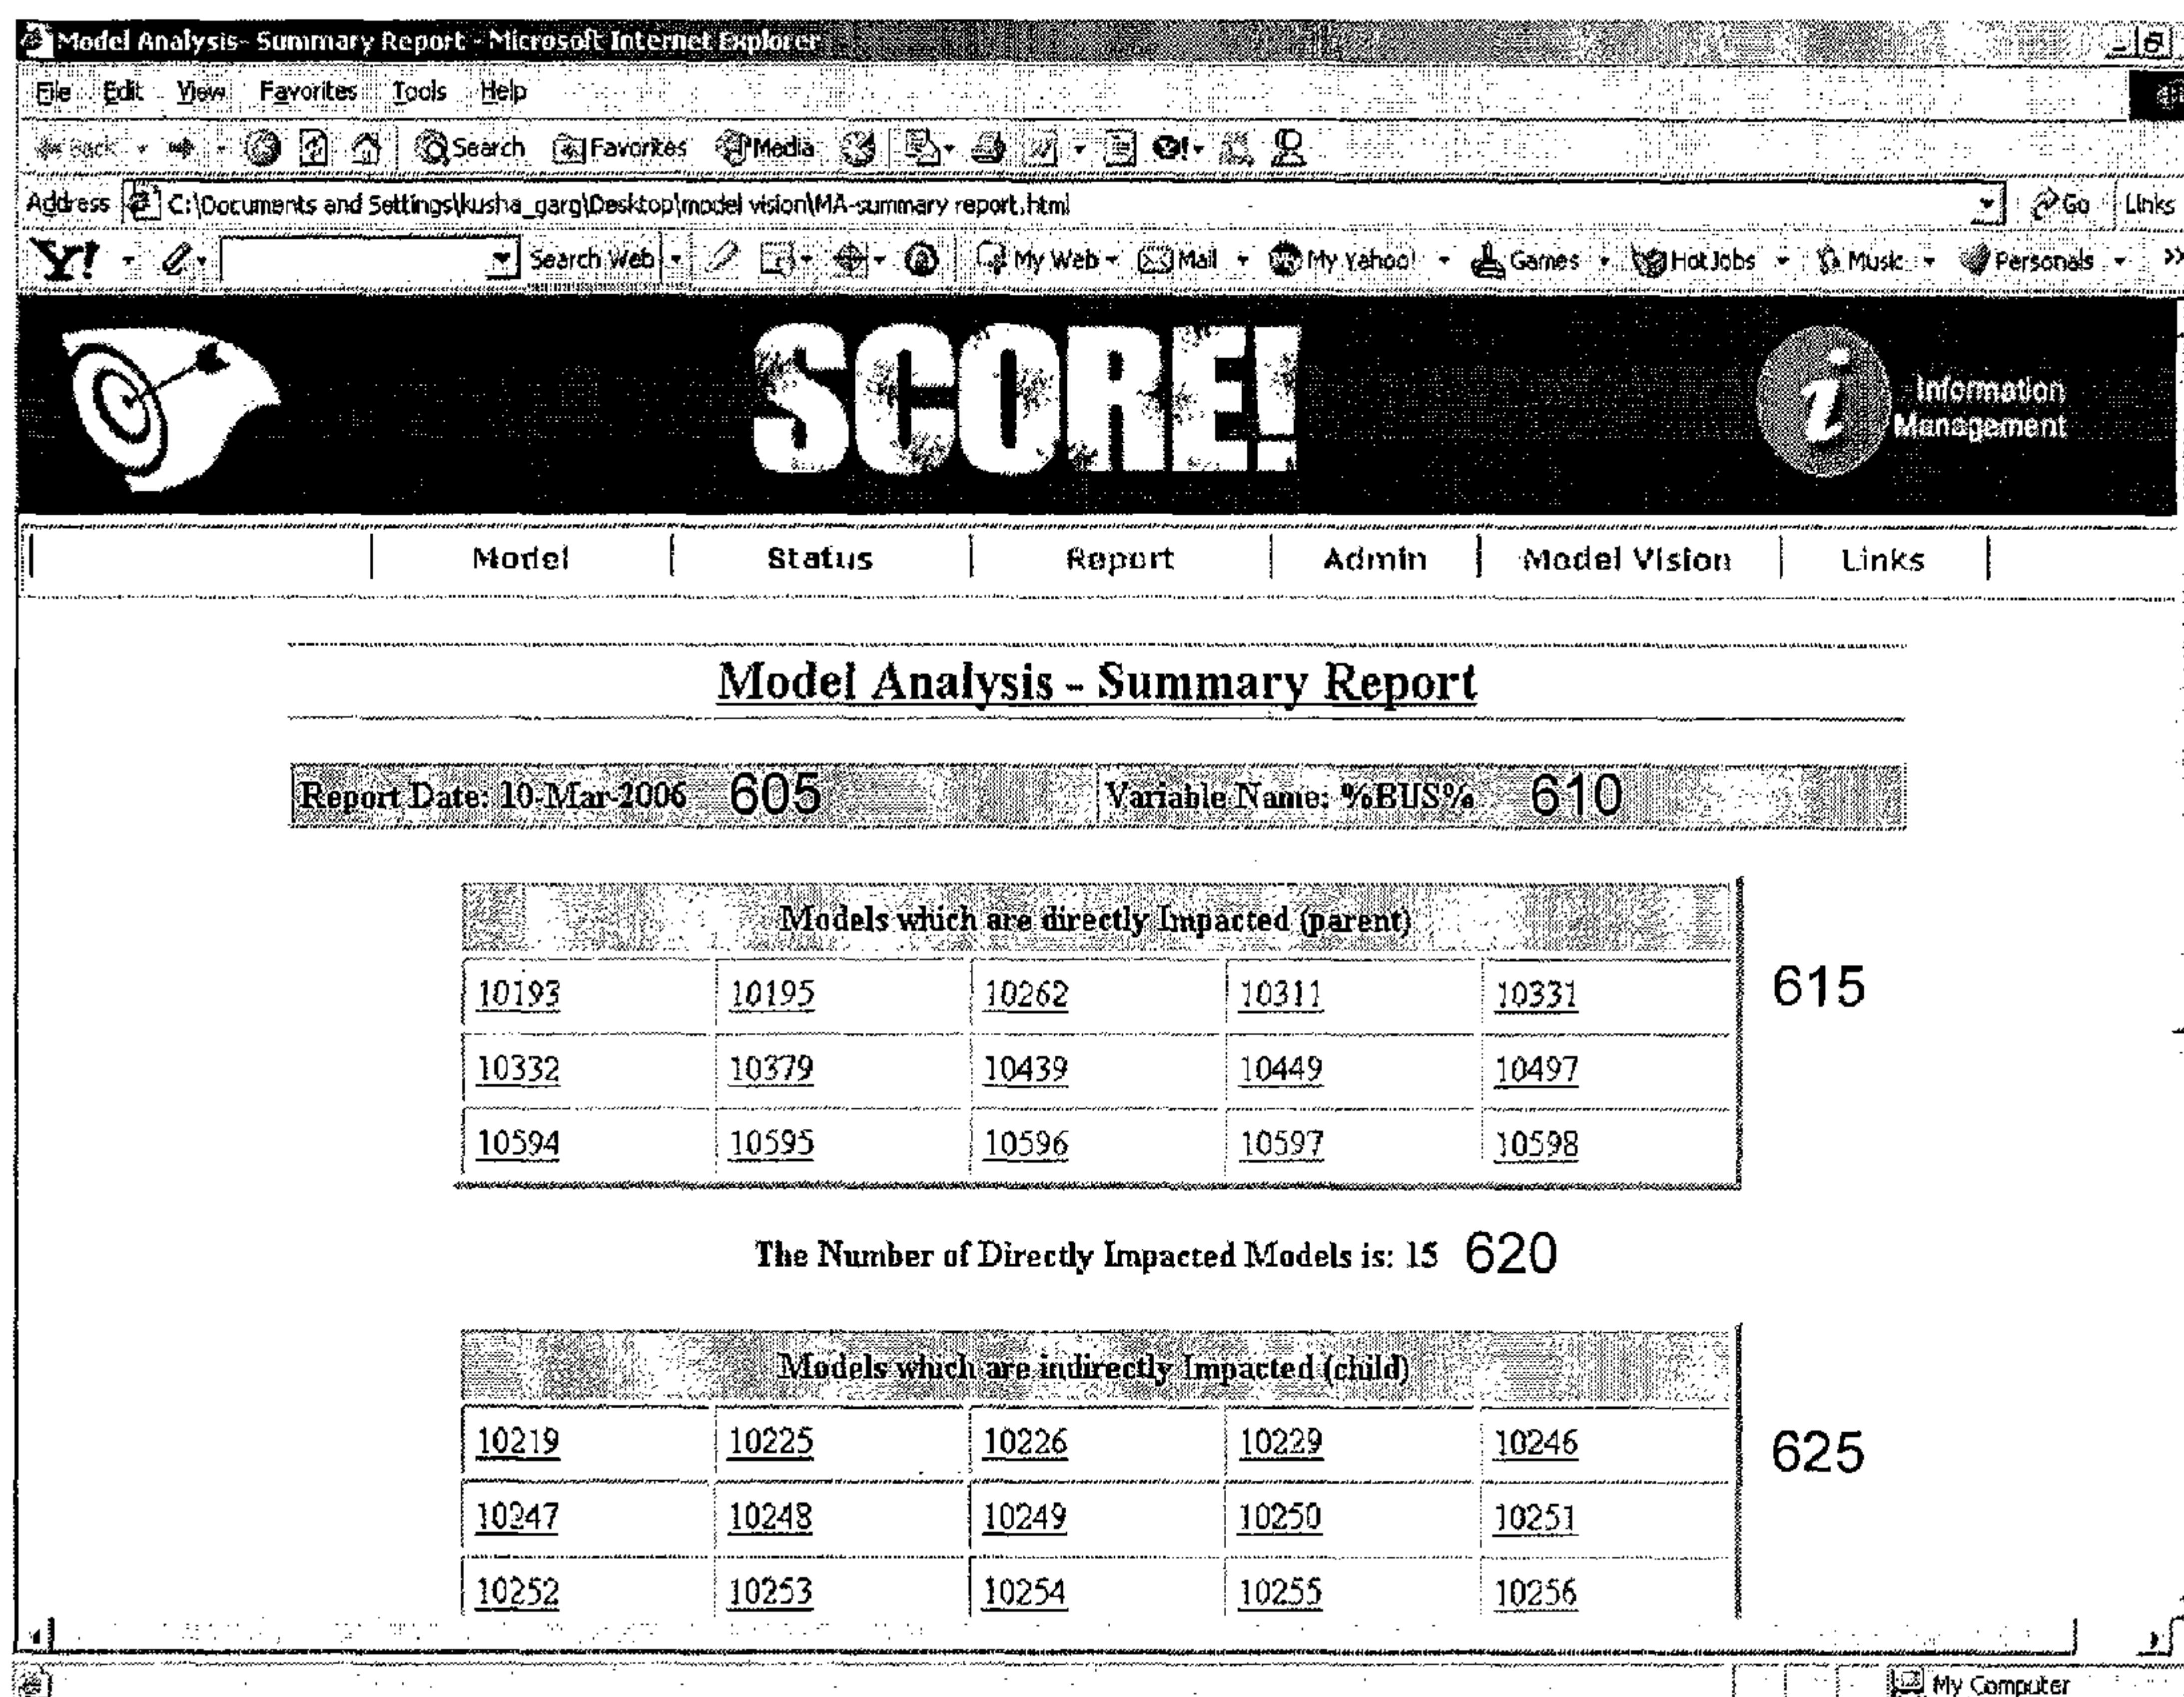 Model Analysis- Summary Report - Microsoft Internet Explorer
File Edit View Favorites Tools Help
Back Search Favorites Media
Address C:\Documents and Settings\kusha_garg\Desktop\model vision\MA-summary report.html Go Links
Y! Search Web My Web Mail My Yahoo! Games HotJobs Music Personals »
SCORE!
i Information Management
Model Status Report Admin Model Vision Links
Model Analysis - Summary Report
Report Date: 10-Mar-2006 605 Variable Name: %BUS% 610
Models which are directly Impacted (parent)
615
10193 10195 10262 10311 10331
10332 10379 10439 10449 10497
10594 10595 10596 10597 10598
The Number of Directly Impacted Models is: 15 620
Models which are indirectly Impacted (child)
625
10219 10225 10226 10229 10246
10247 10248 10249 10250 10251
10252 10253 10254 10255 10256
My Computer